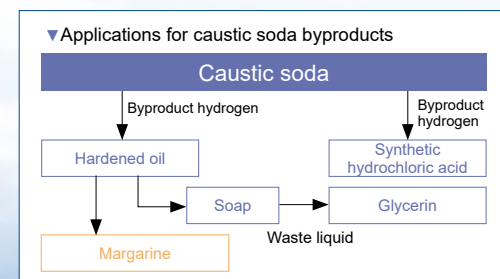 ▼Applications for caustic soda byproducts
Caustic soda
Byproduct hydrogen
Byproduct
hydrogen
Hardened oil
Synthetic
hydrochloric acid
Soap
Glycerin
Waste liquid
Margarine